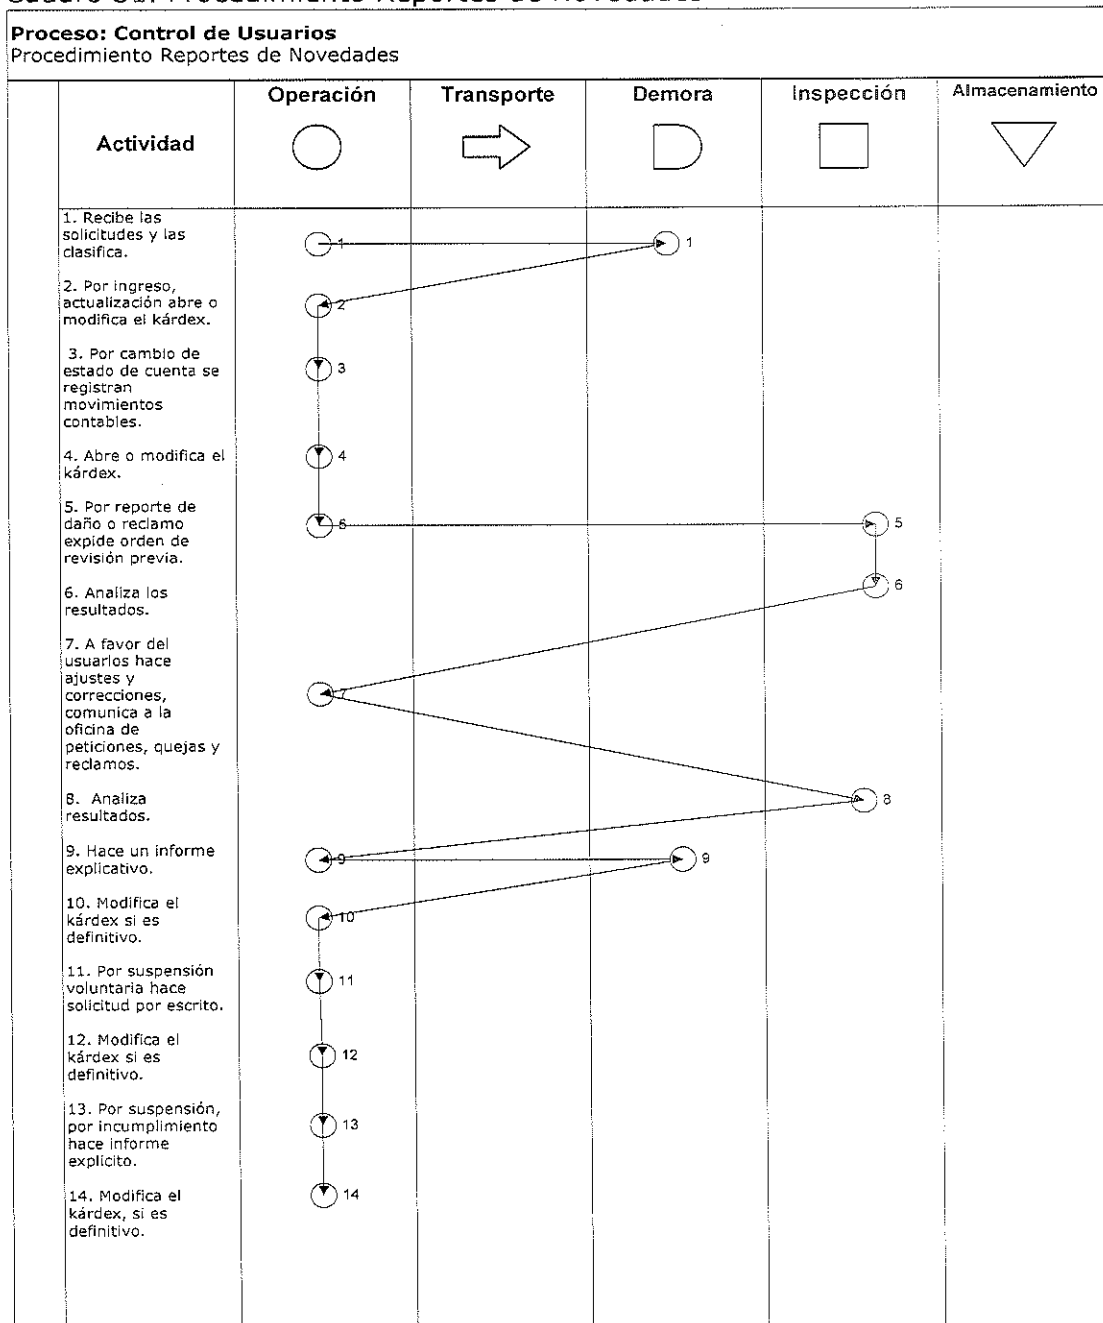 Proceso: Control de Usuarios
Procedimiento Reportes de Novedades
Actividad
Operación
Transporte
Demora
Inspección
Almacenamiento
1. Recibe las
solicitudes y las
clasifica.
1
1
2. Por ingreso,
actualización abre o
modifica el kárdex.
2
3. Por cambio de
estado de cuenta se
registran
movimientos
contables.
3
4. Abre o modifica el
kárdex.
4
5. Por reporte de
daño o reclamo
expide orden de
revisión previa.
5
5
6. Analiza los
resultados.
6
7. A favor del
usuarios hace
ajustes y
correcciones,
comunica a la
oficina de
peticiones, quejas y
reclamos.
7
8. Analiza
resultados.
8
9. Hace un informe
explicativo.
9
9
10. Modifica el
kárdex si es
definitivo.
10
11. Por suspensión
voluntaria hace
solicitud por escrito.
11
12. Modifica el
kárdex si es
definitivo.
12
13. Por suspensión,
por incumplimiento
hace informe
explicito.
13
14. Modifica el
kárdex, si es
definitivo.
14